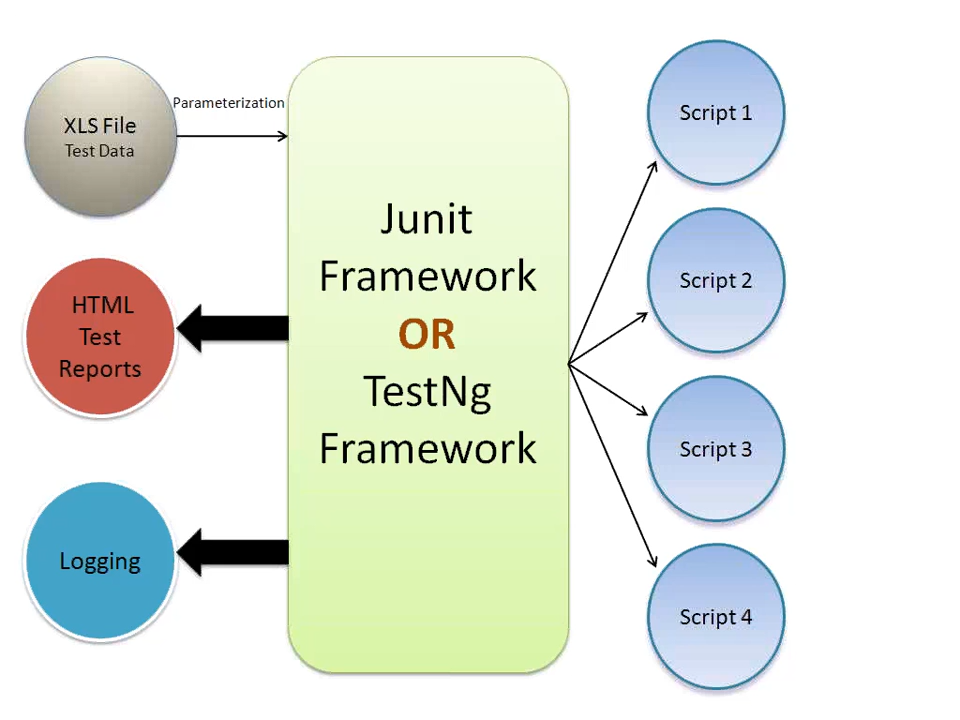 XLS File
Test Data
Parameterization
HTML
Test
Reports
Logging
Junit
Framework
OR
TestNg
Framework
Script 1
Script 2
Script 3
Script 4